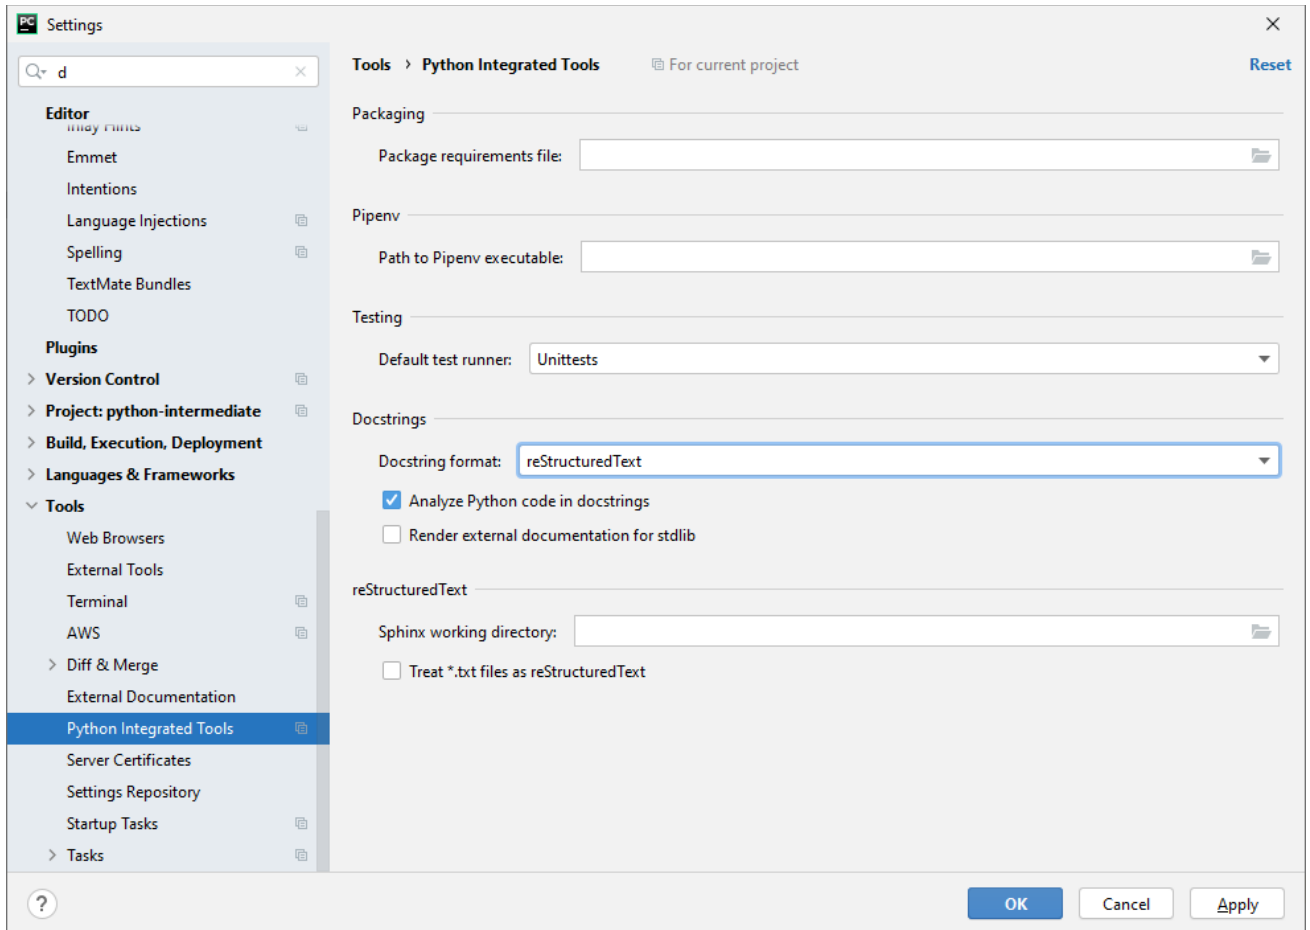 PC Settings
d
Editor
Inlay Hints
Emmet
Intentions
Language Injections
Spelling
TextMate Bundles
TODO
Plugins
Version Control
Project: python-intermediate
Build, Execution, Deployment
Languages & Frameworks
Tools
Web Browsers
External Tools
Terminal
AWS
Diff & Merge
External Documentation
Python Integrated Tools
Server Certificates
Settings Repository
Startup Tasks
Tasks
Tools › Python Integrated Tools For current project Reset
Packaging
Package requirements file:
Pipenv
Path to Pipenv executable:
Testing
Default test runner: Unittests
Docstrings
Docstring format: reStructuredText
Analyze Python code in docstrings
Render external documentation for stdlib
reStructuredText
Sphinx working directory:
Treat *.txt files as reStructuredText
? OK Cancel Apply